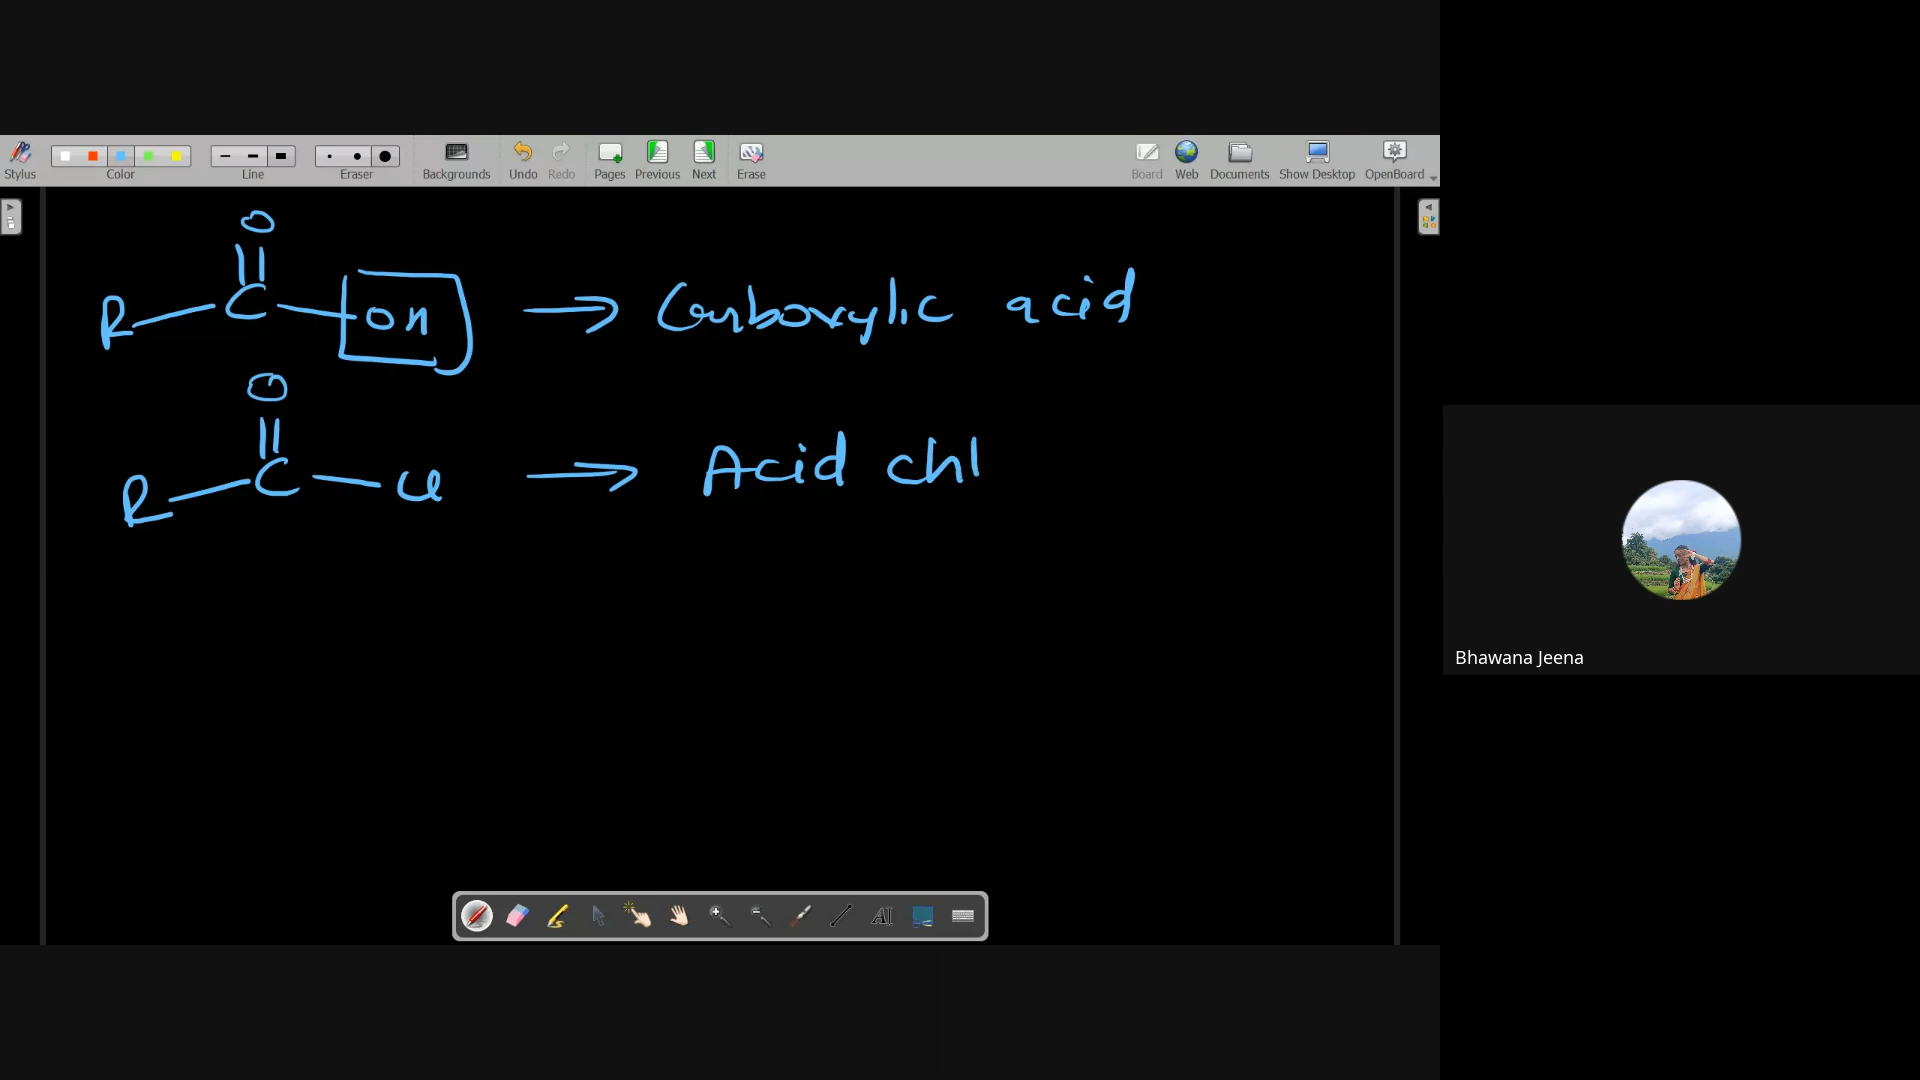 Stylus Color Line Eraser Backgrounds Undo Redo Pages Previous Next Erase Board Web Documents Show Desktop OpenBoard
O
R C OH → Carboxylic acid
O
R C Cl → Acid chl
Bhawana Jeena